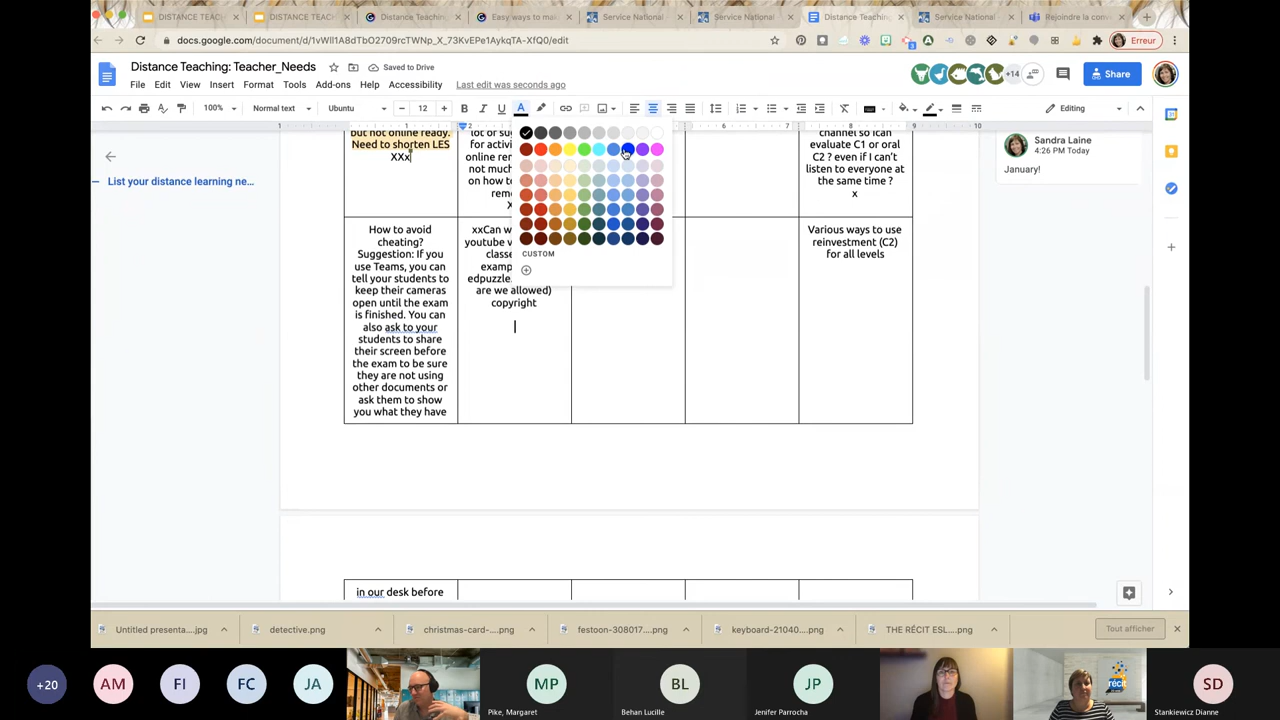 DISTANCE TEAC
DISTANCE TEAC
Distance Teaching
Easy ways to ma
Service National
Service National
Distance Teaching
Service National
Rejoindre la conv
docs.google.com/document/d/1vWlI1A8dTbO2709rcTWNp_X_73KvEPe1AykqTA-XfQ0/edit
Erreur
Distance Teaching: Teacher_Needs
Saved to Drive
File Edit View Insert Format Tools Add-ons Help Accessibility
Last edit was seconds ago
+14
Share
100%
Normal text
Ubuntu
12
Editing
List your distance learning ne...
but not online ready.
Need to shorten LES
XXx
lot of
for activi
online re
not much
on how t
rem
channel so ican
evaluate C1 or oral
C2 ? even if I can't
listen to everyone at
the same time ?
x
Sandra Laine
4:26 PM Today
January!
CUSTOM
How to avoid
cheating?
Suggestion: If you
use Teams, you can
tell your students to
keep their cameras
open until the exam
is finished. You can
also ask to your
students to share
their screen before
the exam to be sure
they are not using
other documents or
ask them to show
you what they have
xxCan w
youtube v
classe
examp
edpuzzle
are we allowed)
copyright
Various ways to use
reinvestment (C2)
for all levels
in our desk before
Untitled presenta....jpg
detective.png
christmas-card-....png
festoon-308017....png
keyboard-21040....png
THE RÉCIT ESL....png
Tout afficher
+20
AM
FI
FC
JA
MP
Pike, Margaret
BL
Behan Lucille
JP
Jenifer Parrocha
récit
SD
Stankiewicz Dianne